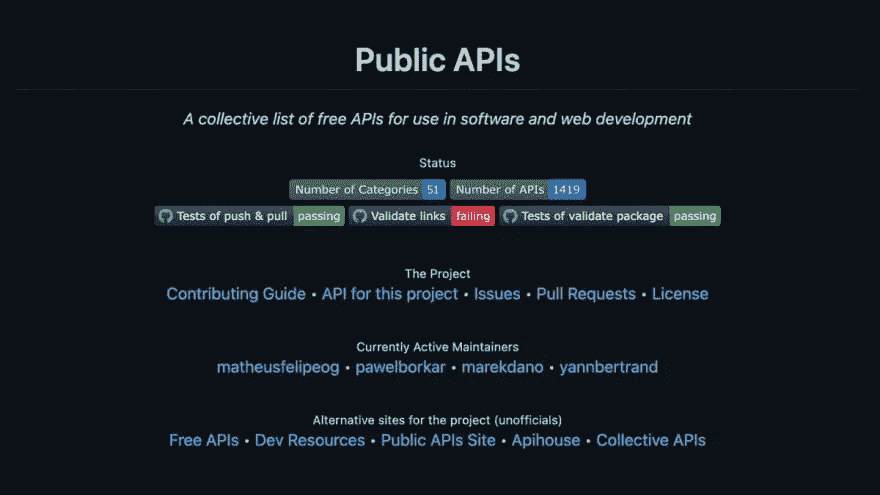 Public APIs
A collective list of free APIs for use in software and web development
Status
Number of Categories 51 Number of APIs 1419
Tests of push & pull passing Validate links failing Tests of validate package passing
The Project
Contributing Guide • API for this project • Issues • Pull Requests • License
Currently Active Maintainers
matheusfelipeog • pawelborkar • marekdano • yannbertrand
Alternative sites for the project (unofficials)
Free APIs • Dev Resources • Public APIs Site • Apihouse • Collective APIs